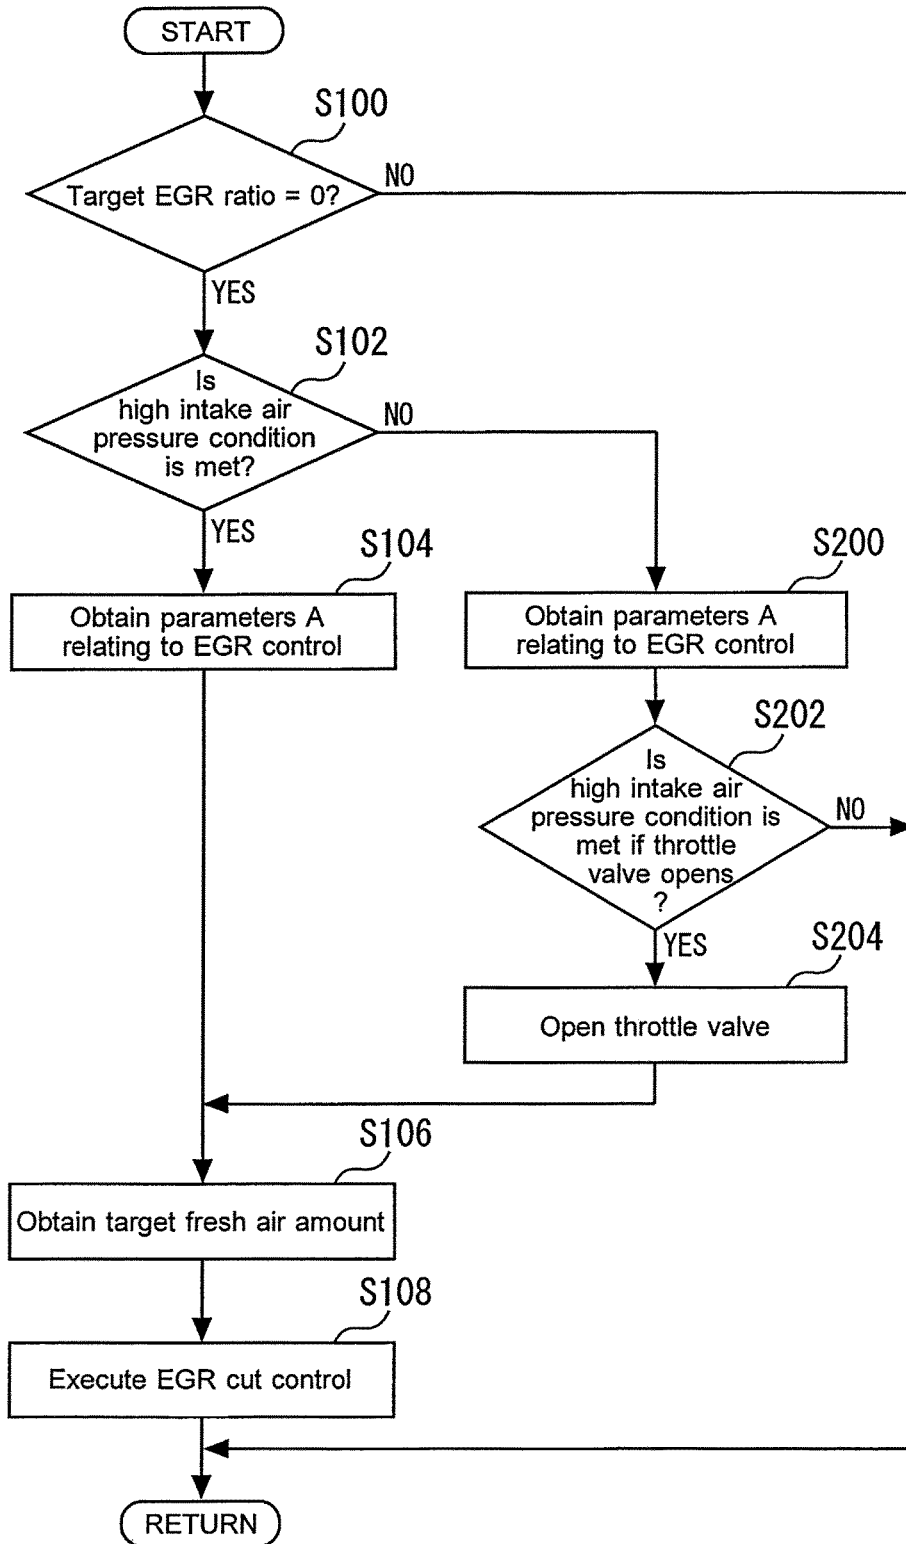 START
S100
Target EGR ratio = 0?
NO
YES
S102
Is
high intake air
pressure condition
is met?
NO
YES
S104
Obtain parameters A
relating to EGR control
S200
Obtain parameters A
relating to EGR control
S202
Is
high intake air
pressure condition is
met if throttle
valve opens
?
NO
YES
S204
Open throttle valve
S106
Obtain target fresh air amount
S108
Execute EGR cut control
RETURN